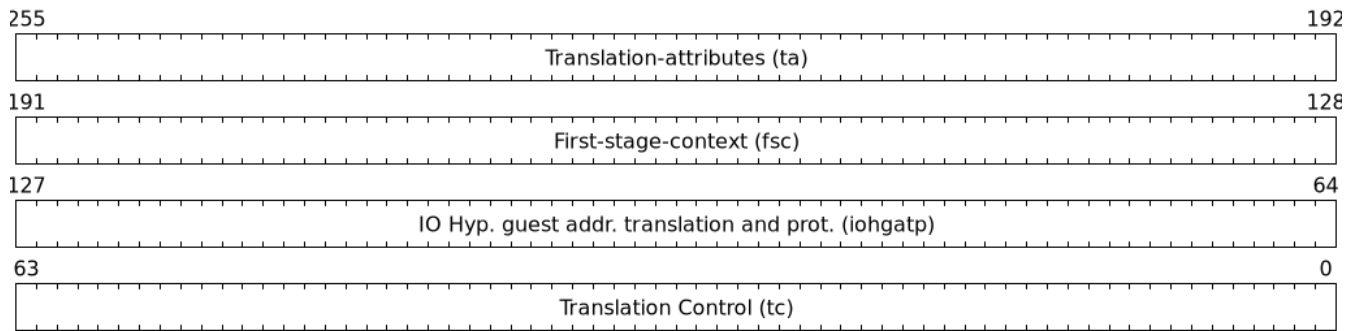 255 192
Translation-attributes (ta)
191 128
First-stage-context (fsc)
127 64
IO Hyp. guest addr. translation and prot. (iohgatp)
63 0
Translation Control (tc)